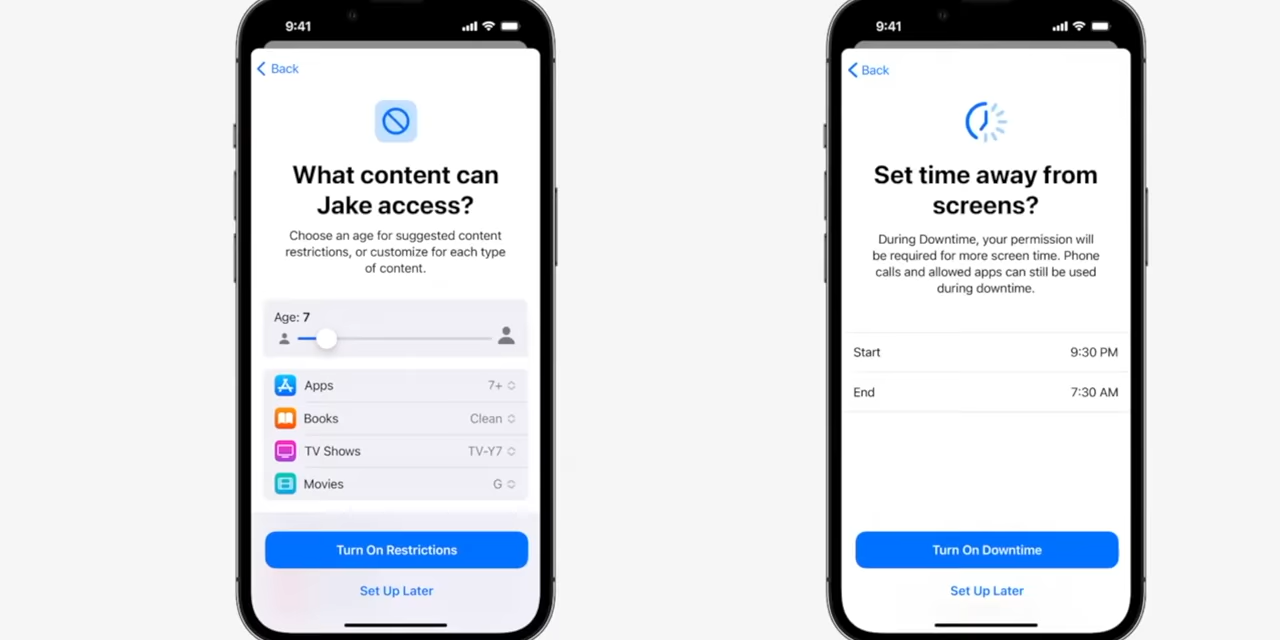 9:41
Back
What content can
Jake access?
Choose an age for suggested content
restrictions, or customize for each type
of content.
Age: 7
Apps 7+
Books Clean
TV Shows TV-Y7
Movies G
Turn On Restrictions
Set Up Later
9:41
Back
Set time away from
screens?
During Downtime, your permission will
be required for more screen time. Phone
calls and allowed apps can still be used
during downtime.
Start 9:30 PM
End 7:30 AM
Turn On Downtime
Set Up Later